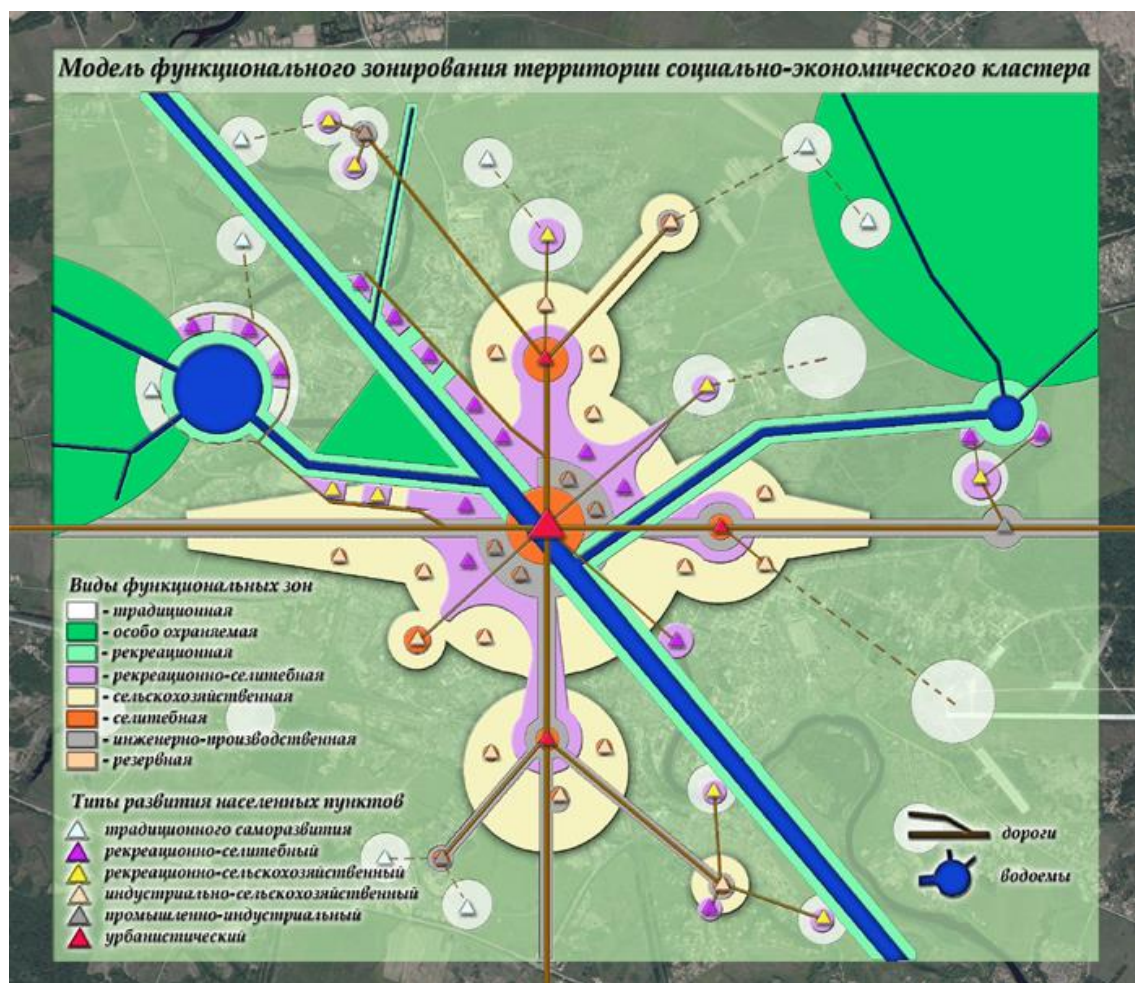 Модель функционального зонирования территории социально-экономического кластера
Виды функциональных зон
- традиционная
- особо охраняемая
- рекреационная
- рекреационно-селитебная
- сельскохозяйственная
- селитебная
- инженерно-производственная
- резервная
Типы развития населенных пунктов
традиционного саморазвития
рекреационно-селитебный
рекреационно-сельскохозяйственный
индустриально-сельскохозяйственный
промышленно-индустриальный
урбанистический
дороги
водоемы